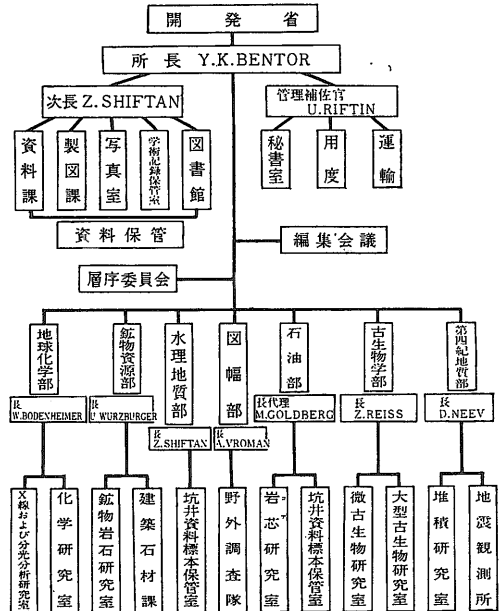 開発省
所長 Y.K.BENTOR
次長 Z.SHIFTAN
管理補佐官
U.RIFTIN
資料課
製図課
写真室
学術記録保管室
図書館
秘書室
用度
運輸
資料保管
編集会議
層序委員会
地球化学部
鉱物資源部
水理地質部
図幅部
石油部
古生物学部
第四紀地質部
長
W.BODENHEIMER
長
U WURZBURGER
長
Z.SHIFTAN
長
A.VROMAN
長代理
M.GOLDBERG
長
Z.REISS
長
D.NEEV
X線および分光分析研究室
化学研究室
鉱物岩石研究室
建築石材課
坑井資料標本保管室
野外調査隊
岩芯研究室
コア
坑井資料標本保管室
微古生物研究室
大型古生物研究室
堆積研究室
地震観測所